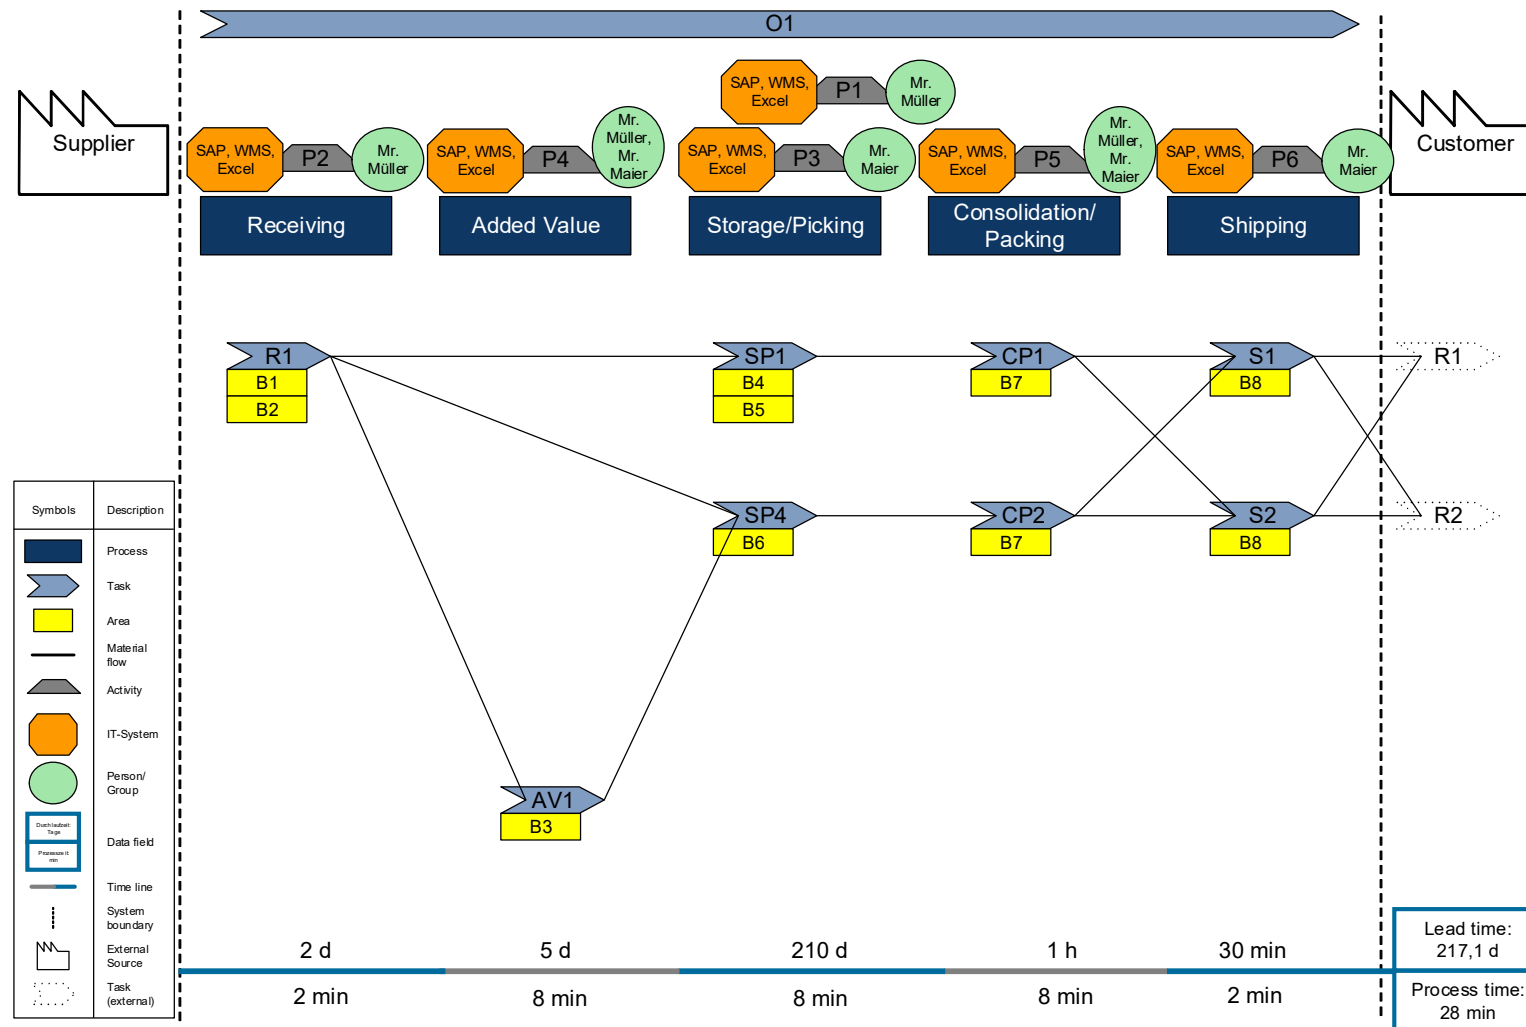 O1
Supplier
Customer
SAP, WMS,
Excel
P1
Mr.
Müller
SAP, WMS,
Excel
P2
Mr.
Müller
SAP, WMS,
Excel
P4
Mr.
Müller,
Mr.
Maier
SAP, WMS,
Excel
P3
Mr.
Maier
SAP, WMS,
Excel
P5
Mr.
Müller,
Mr.
Maier
SAP, WMS,
Excel
P6
Mr.
Maier
Receiving
Added Value
Storage/Picking
Consolidation/
Packing
Shipping
R1
B1
B2
SP1
B4
B5
CP1
B7
S1
B8
R1
SP4
B6
CP2
B7
S2
B8
R2
AV1
B3
Symbols
Description
Process
Task
Area
Material
flow
Activity
IT-System
Person/
Group
Durchlaufzeit:
Tage
Prozesszeit:
min
Data field
Time line
System
boundary
External
Source
Task
(external)
2 d
5 d
210 d
1 h
30 min
Lead time:
217,1 d
2 min
8 min
8 min
8 min
2 min
Process time:
28 min